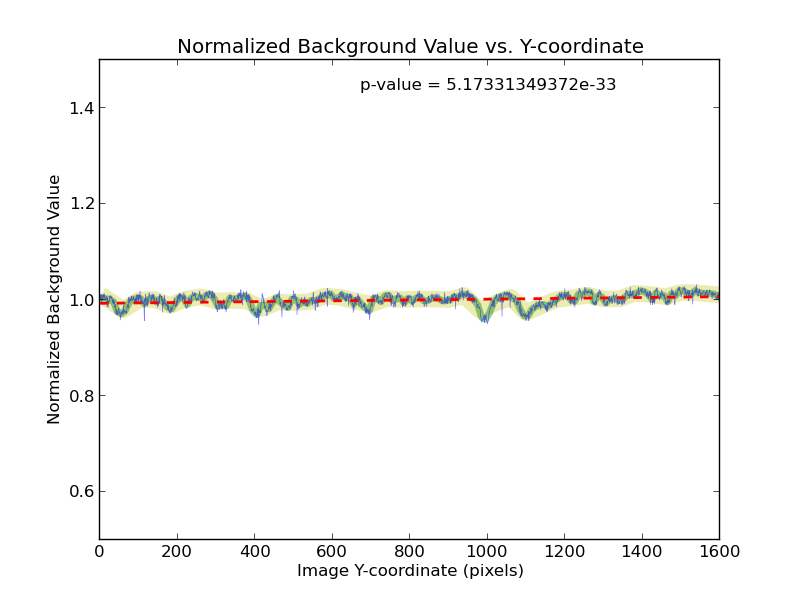 Normalized Background Value vs. Y-coordinate
p-value = 5.17331349372e-33
1.4
1.2
1.0
0.8
0.6
Normalized Background Value
0 200 400 600 800 1000 1200 1400 1600
Image Y-coordinate (pixels)